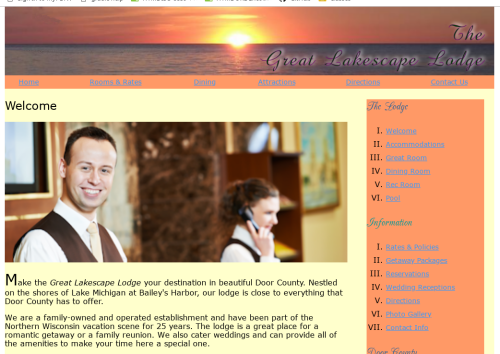 The
Great Lakescape Lodge
Home
Rooms & Rates
Dining
Attractions
Directions
Contact Us
Welcome
Make the Great Lakescape Lodge your destination in beautiful Door County. Nestled
on the shores of Lake Michigan at Bailey's Harbor, our lodge is close to everything that
Door County has to offer.
We are a family-owned and operated establishment and have been part of the
Northern Wisconsin vacation scene for 25 years. The lodge is a great place for a
romantic getaway or a family reunion. We also cater weddings and can provide all of
the amenities to make your time here a special one.
The Lodge
I. Welcome
II. Accommodations
III. Great Room
IV. Dining Room
V. Rec Room
VI. Pool
Information
I. Rates & Policies
II. Getaway Packages
III. Reservations
IV. Wedding Receptions
V. Directions
VI. Photo Gallery
VII. Contact Info
Door County